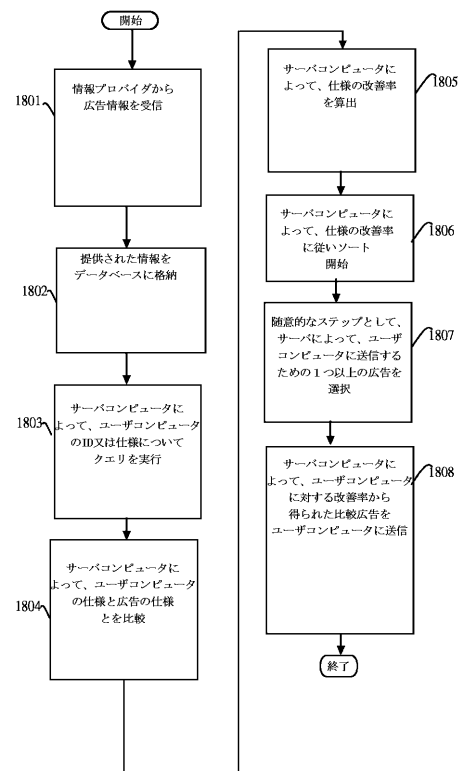 開始
1801
情報プロバイダから
広告情報を受信
1802
提供された情報を
データベースに格納
1803
サーバコンピュータに
よって、ユーザコンピュータ
のID又は仕様について
クエリを実行
1804
サーバコンピュータに
よって、ユーザコンピュータ
の仕様と広告の仕様
とを比較
サーバコンピュータに
よって、仕様の改善率
を算出
1805
サーバコンピュータに
よって、仕様の改善率
に従いソート
開始
1806
随意的なステップとして、
サーバによって、ユーザ
コンピュータに送信する
ための１つ以上の広告を
選択
1807
サーバコンピュータに
よって、ユーザコンピュータ
に対する改善率から
得られた比較広告を
ユーザコンピュータに送信
1808
終了